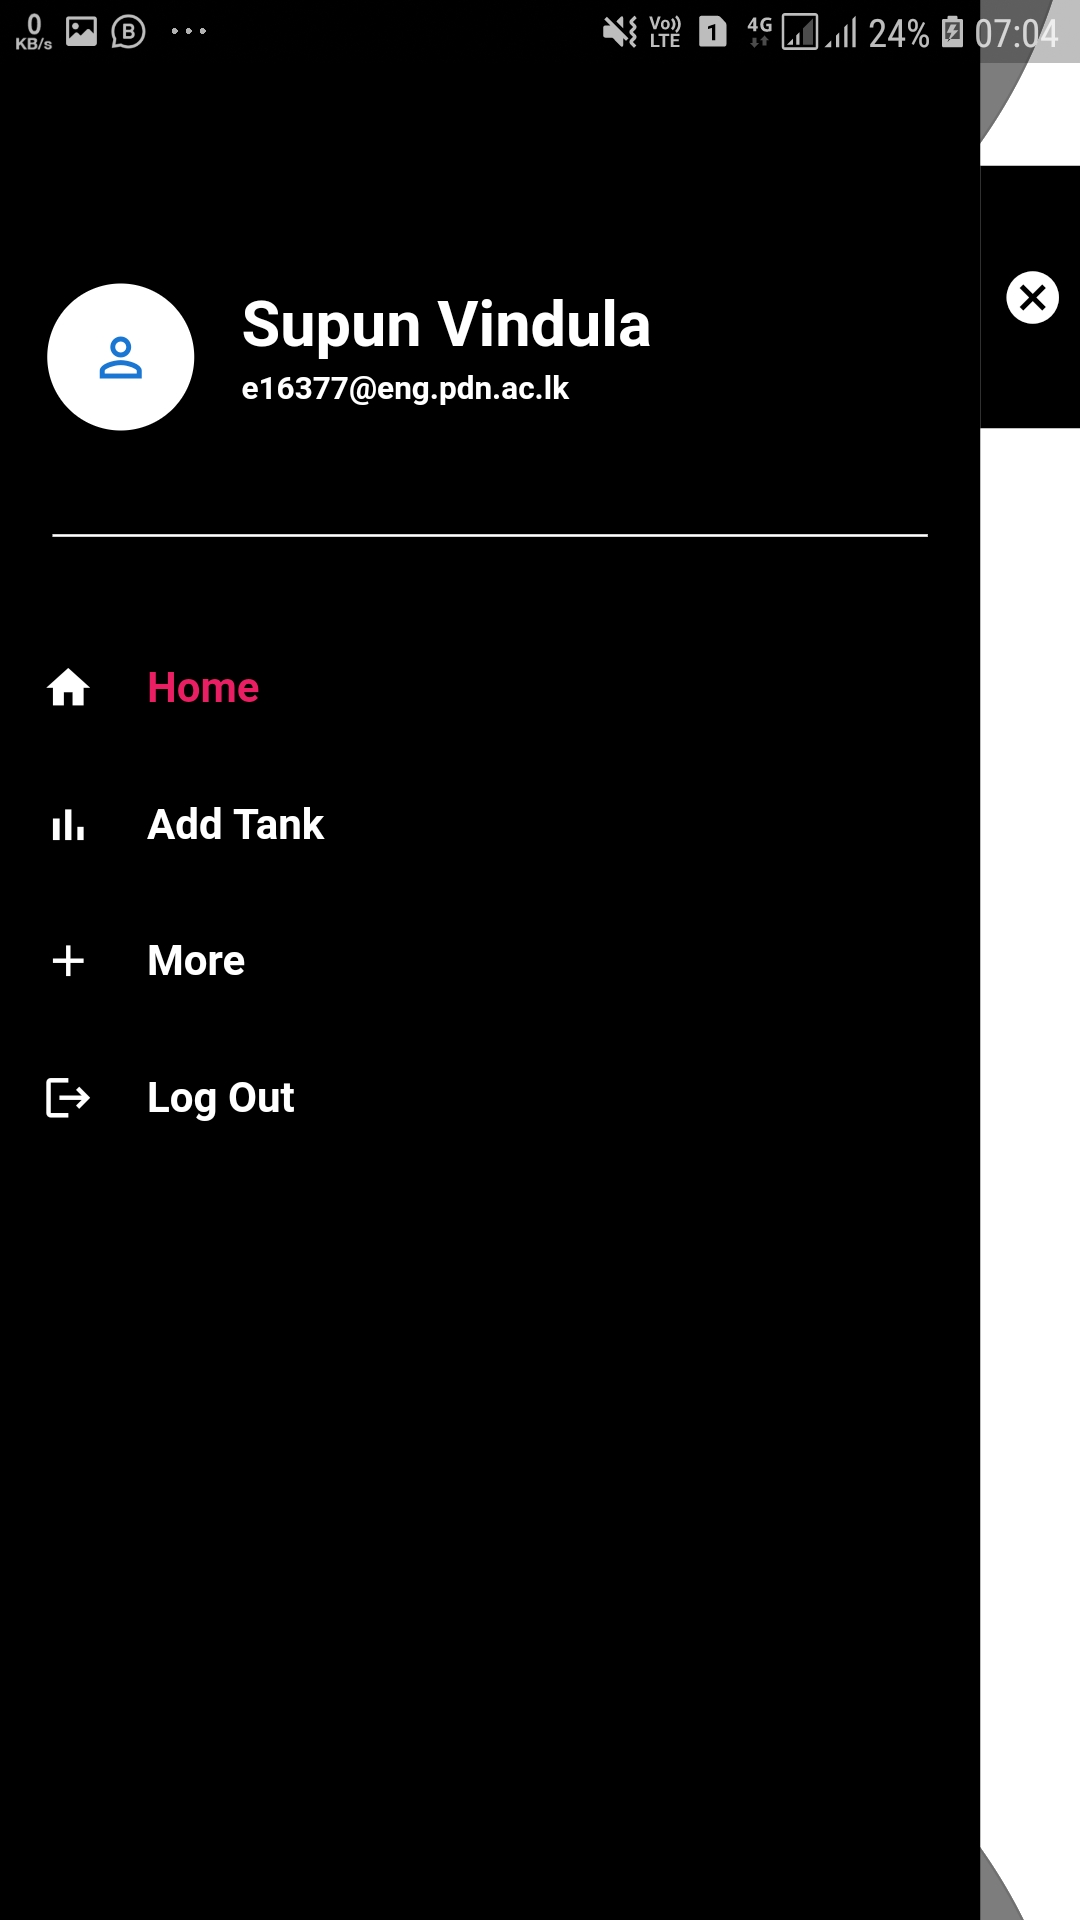 0 KB/s B ... Vo)) LTE 1 4G 24% 07:04
Supun Vindula
e16377@eng.pdn.ac.lk
Home
Add Tank
More
Log Out